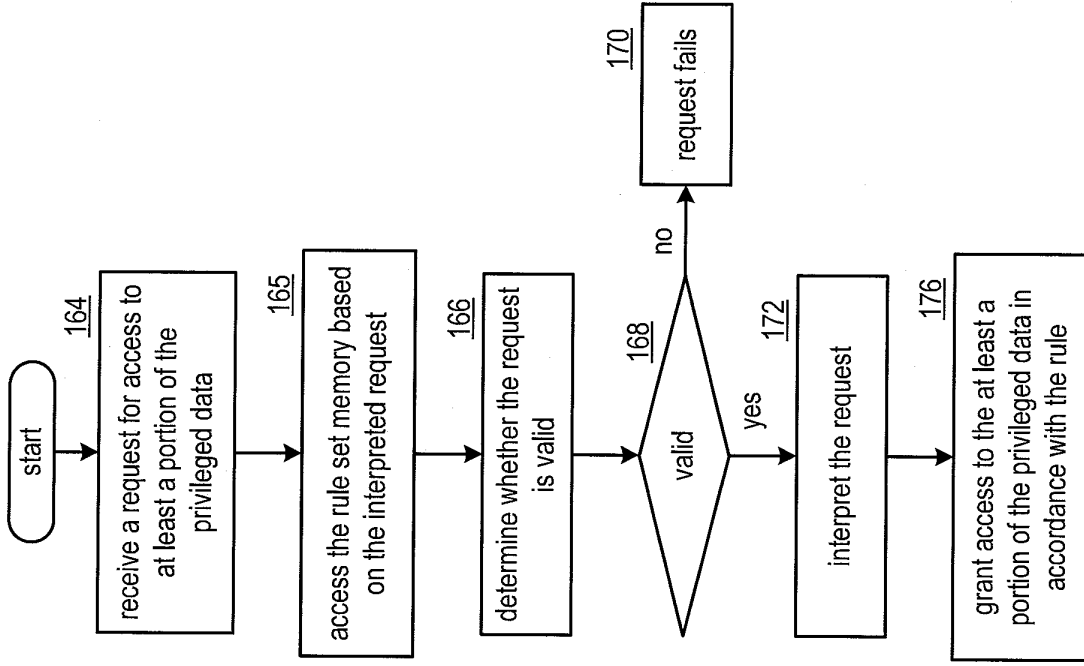 start
164
receive a request for access to
at least a portion of the
privileged data
165
access the rule set memory based
on the interpreted request
166
determine whether the request
is valid
168
valid
no
170
request fails
yes
172
interpret the request
176
grant access to the at least a
portion of the privileged data in
accordance with the rule